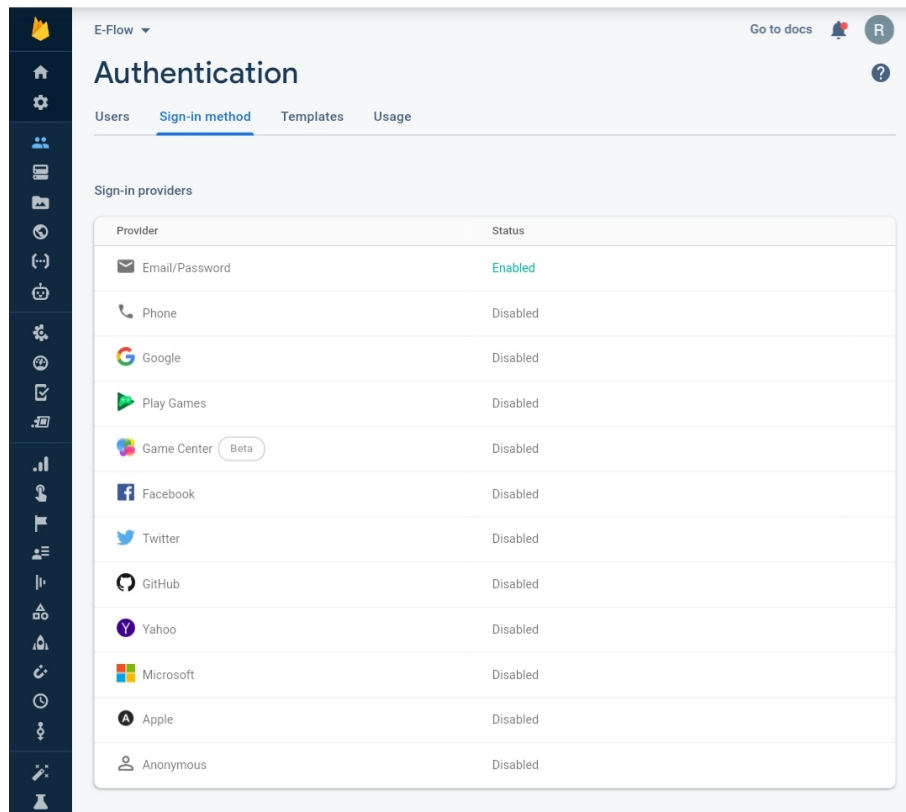 E-Flow
Go to docs
R
Authentication
?
Users Sign-in method Templates Usage
Sign-in providers
Provider Status
Email/Password Enabled
Phone Disabled
Google Disabled
Play Games Disabled
Game Center Beta Disabled
Facebook Disabled
Twitter Disabled
GitHub Disabled
Yahoo Disabled
Microsoft Disabled
Apple Disabled
Anonymous Disabled